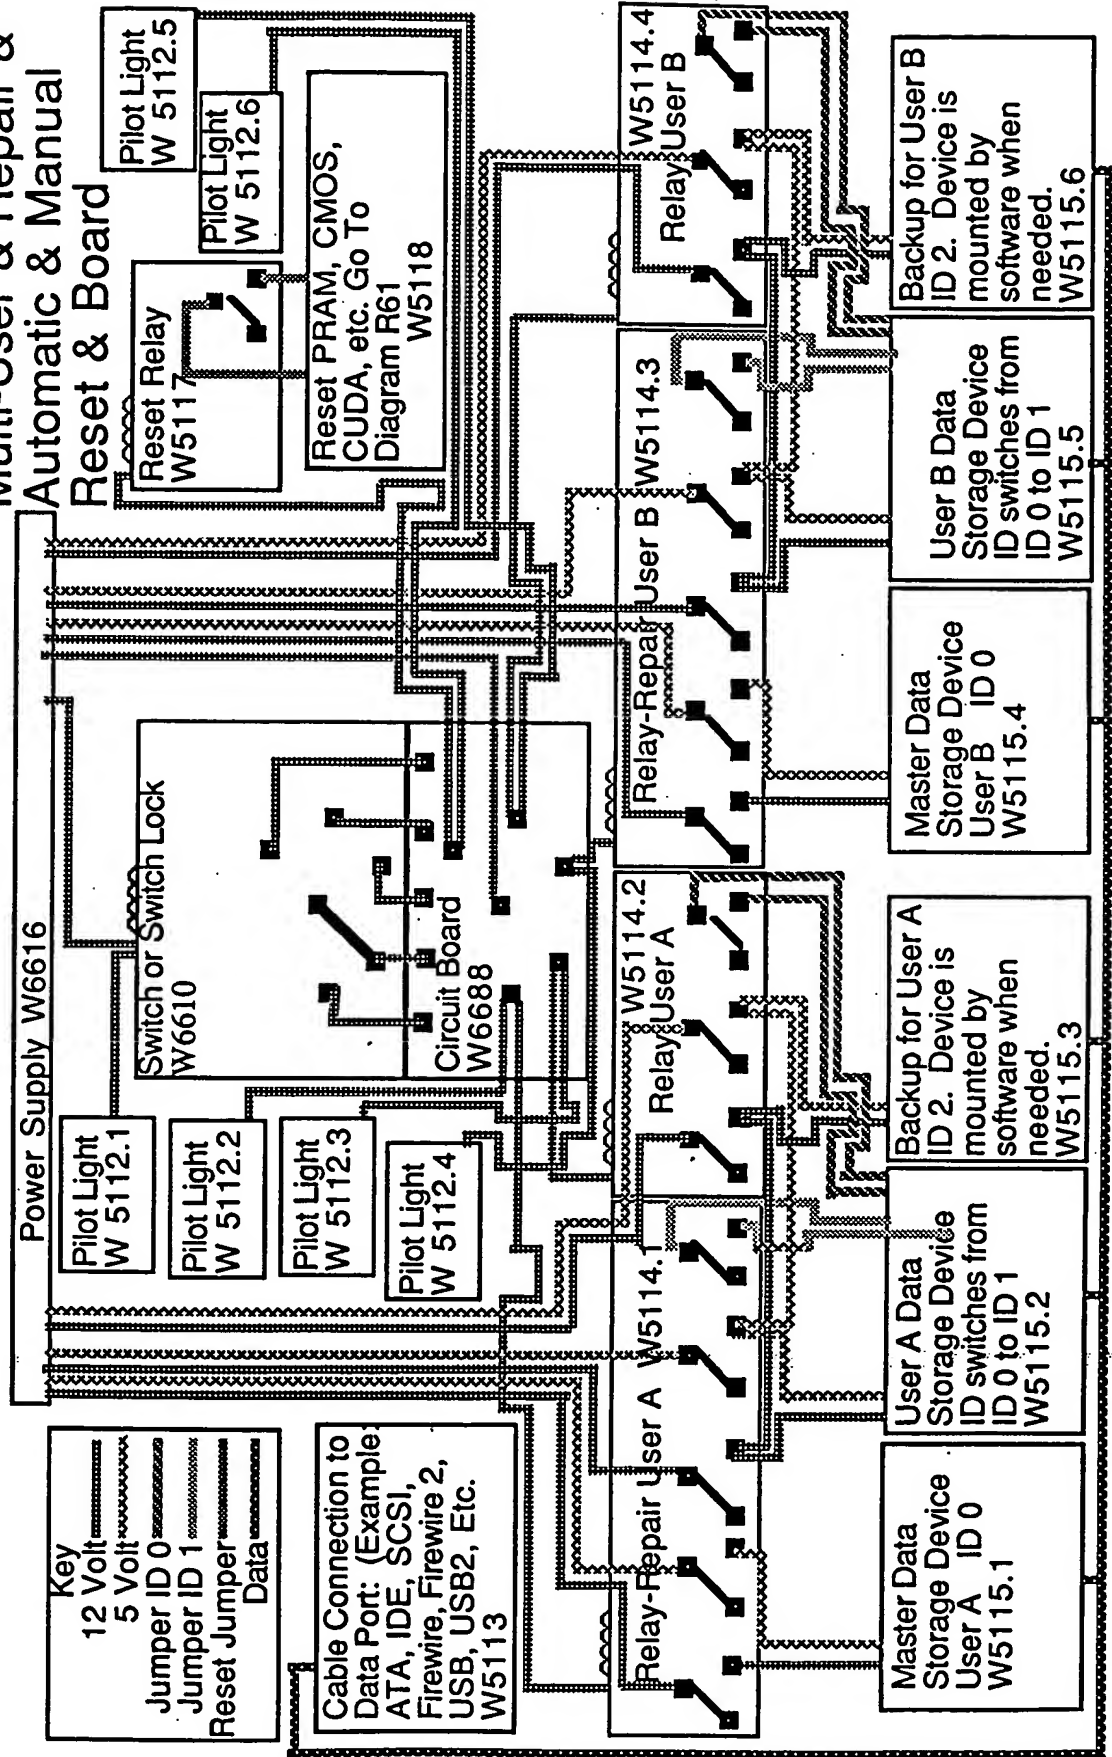 Multi-User & Repair &
Automatic & Manual
Reset & Board
Power Supply W6616
Key
12 Volt
5 Volt
Jumper ID 0
Jumper ID 1
Reset Jumper
Data
Cable Connection to
Data Port: (Example:
ATA, IDE, SCSI,
Firewire, Firewire 2,
USB, USB2, Etc.
W5113
Pilot Light
W 5112.1
Pilot Light
W 5112.2
Pilot Light
W 5112.3
Pilot Light
W 5112.4
Switch or Switch Lock
W6610
Circuit Board
W6688
Pilot Light
W 5112.5
Pilot Light
W 5112.6
Reset Relay
W5117
Reset PRAM, CMOS,
CUDA, etc. Go To
Diagram R61
W5118
Relay-Repair User A W5114.1
W5114.2
Relay User A
Relay-Repair User B W5114.3
W5114.4
Relay User B
Master Data
Storage Device
User A ID 0
W5115.1
User A Data
Storage Device
ID switches from
ID 0 to ID 1
W5115.2
Backup for User A
ID 2. Device is
mounted by
software when
needed.
W5115.3
Master Data
Storage Device
User B ID 0
W5115.4
User B Data
Storage Device
ID switches from
ID 0 to ID 1
W5115.5
Backup for User B
ID 2. Device is
mounted by
software when
needed.
W5115.6